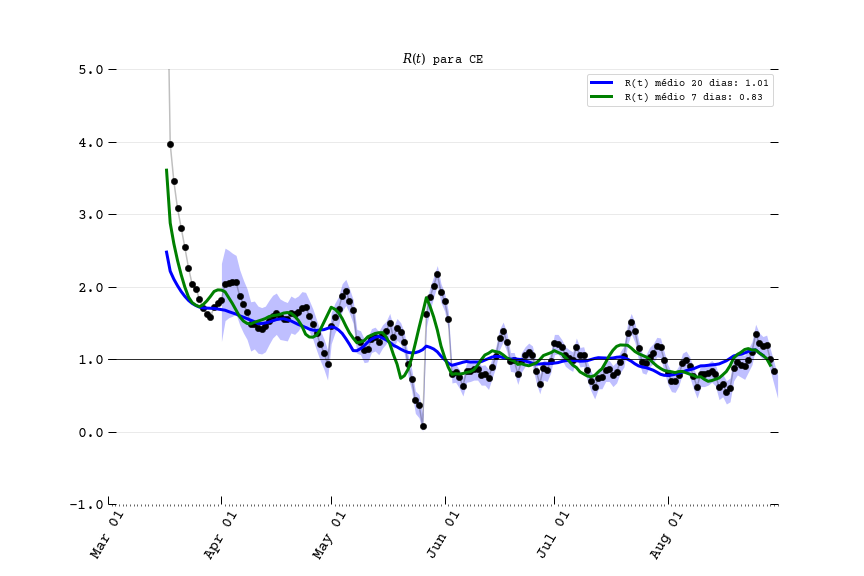 R(t) para CE
5.0
R(t) médio 20 dias: 1.01
R(t) médio 7 dias: 0.83
4.0
3.0
2.0
1.0
0.0
-1.0
Mar 01
Apr 01
May 01
Jun 01
Jul 01
Aug 01